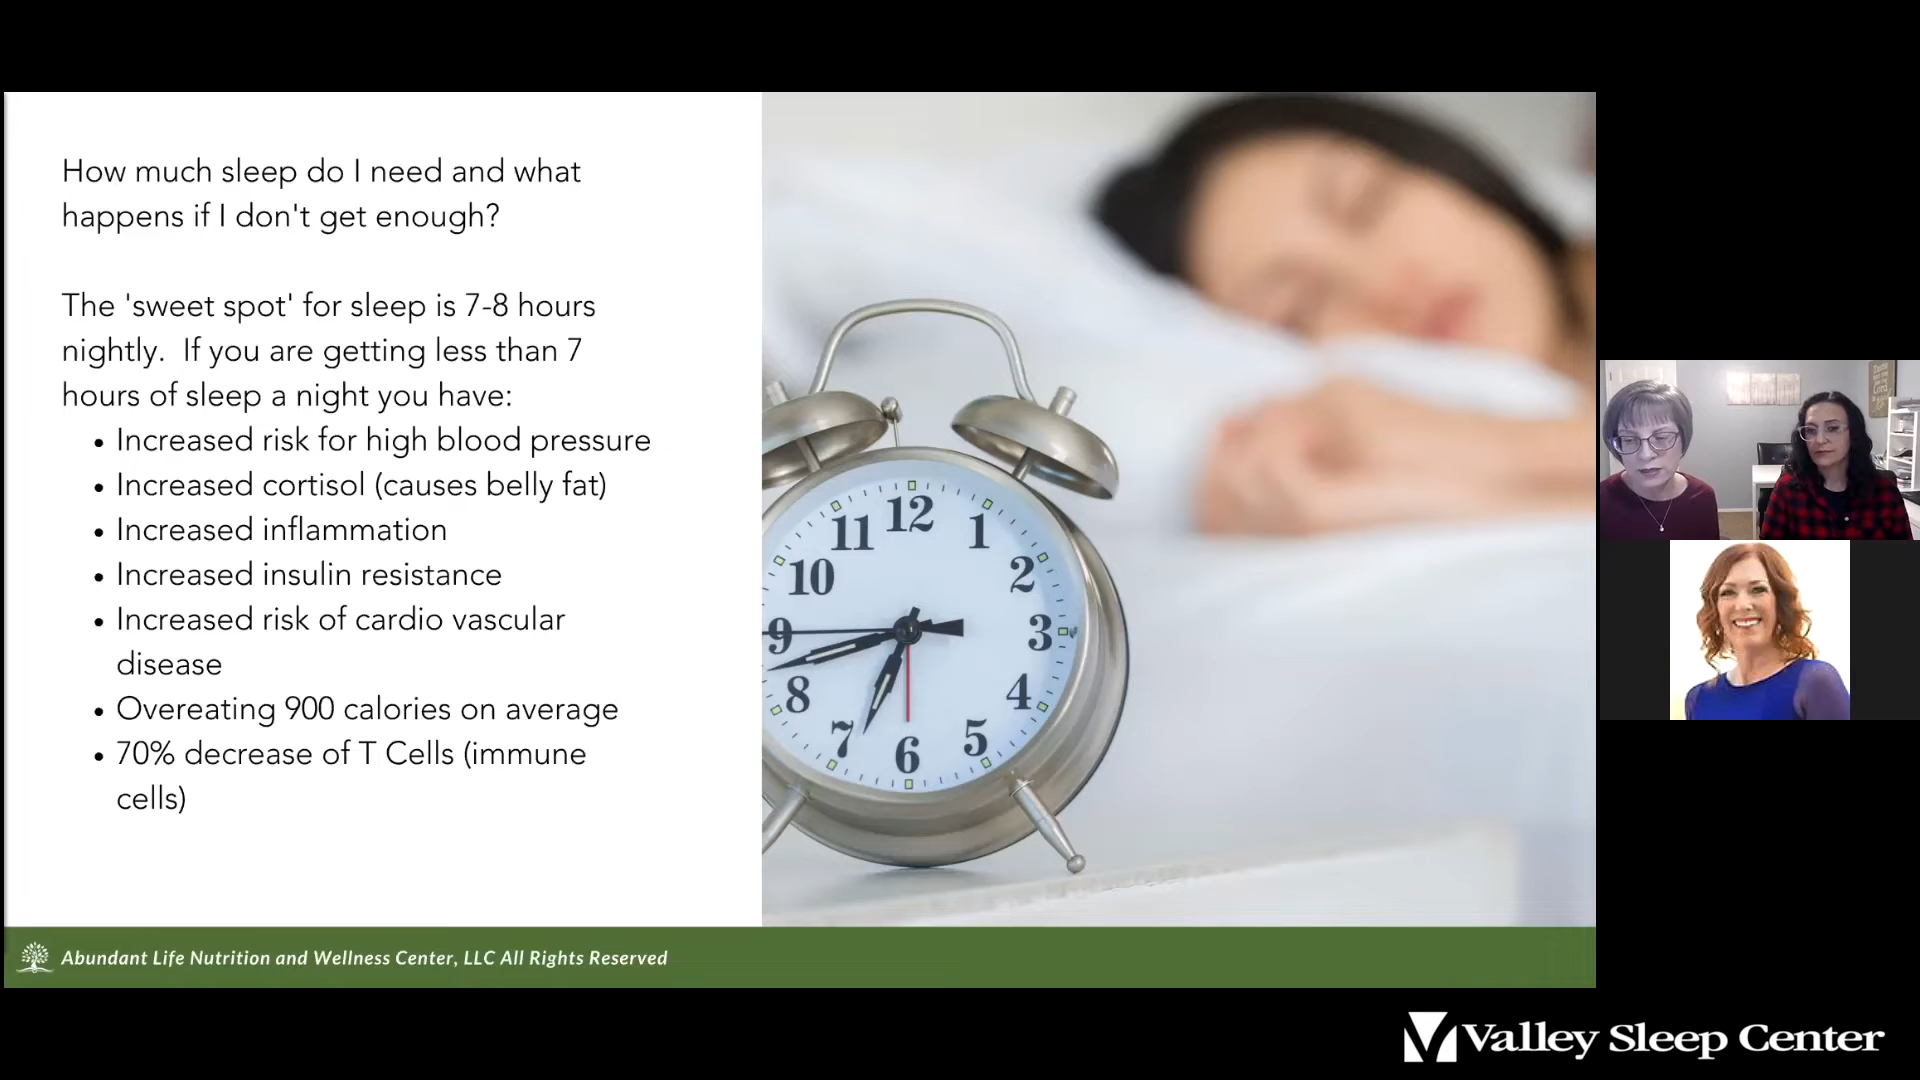 How much sleep do I need and what
happens if I don't get enough?
The 'sweet spot' for sleep is 7-8 hours
nightly.  If you are getting less than 7
hours of sleep a night you have:
• Increased risk for high blood pressure
• Increased cortisol (causes belly fat)
• Increased inflammation
• Increased insulin resistance
• Increased risk of cardio vascular
disease
• Overeating 900 calories on average
• 70% decrease of T Cells (immune
cells)
12
1
2
3
4
5
6
7
8
9
10
11
Abundant Life Nutrition and Wellness Center, LLC All Rights Reserved
Valley Sleep Center